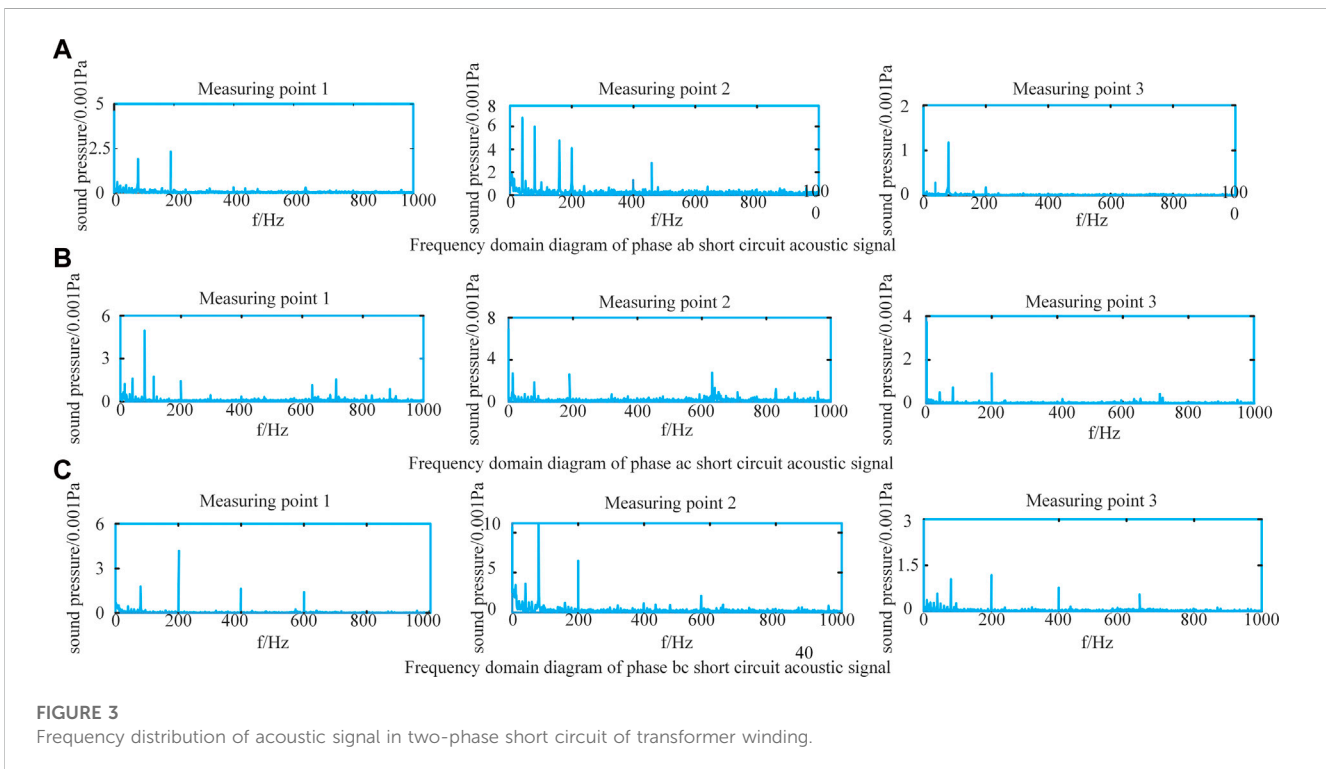 A
Measuring point 1
Measuring point 2
Measuring point 3
sound pressure/0.001Pa
5
2.5
0
0 200 400 600 800 1000
f/Hz
sound pressure/0.001Pa
8
6
4
2
0
0 200 400 600 800 100
0
f/Hz
sound pressure/0.001Pa
2
1
0
0 200 400 600 800 100
0
f/Hz
Frequency domain diagram of phase ab short circuit acoustic signal
B
Measuring point 1
Measuring point 2
Measuring point 3
sound pressure/0.001Pa
6
3
0
0 200 400 600 800 1000
f/Hz
sound pressure/0.001Pa
8
4
0
0 200 400 600 800 1000
f/Hz
sound pressure/0.001Pa
4
2
0
0 200 400 600 800 1000
f/Hz
Frequency domain diagram of phase ac short circuit acoustic signal
C
Measuring point 1
Measuring point 2
Measuring point 3
sound pressure/0.001Pa
6
3
0
0 200 400 600 800 1000
f/Hz
sound pressure/0.001Pa
10
5
0
0 200 400 600 800 1000
f/Hz
40
sound pressure/0.001Pa
3
1.5
0
0 200 400 600 800 1000
f/Hz
Frequency domain diagram of phase bc short circuit acoustic signal
FIGURE 3
Frequency distribution of acoustic signal in two-phase short circuit of transformer winding.